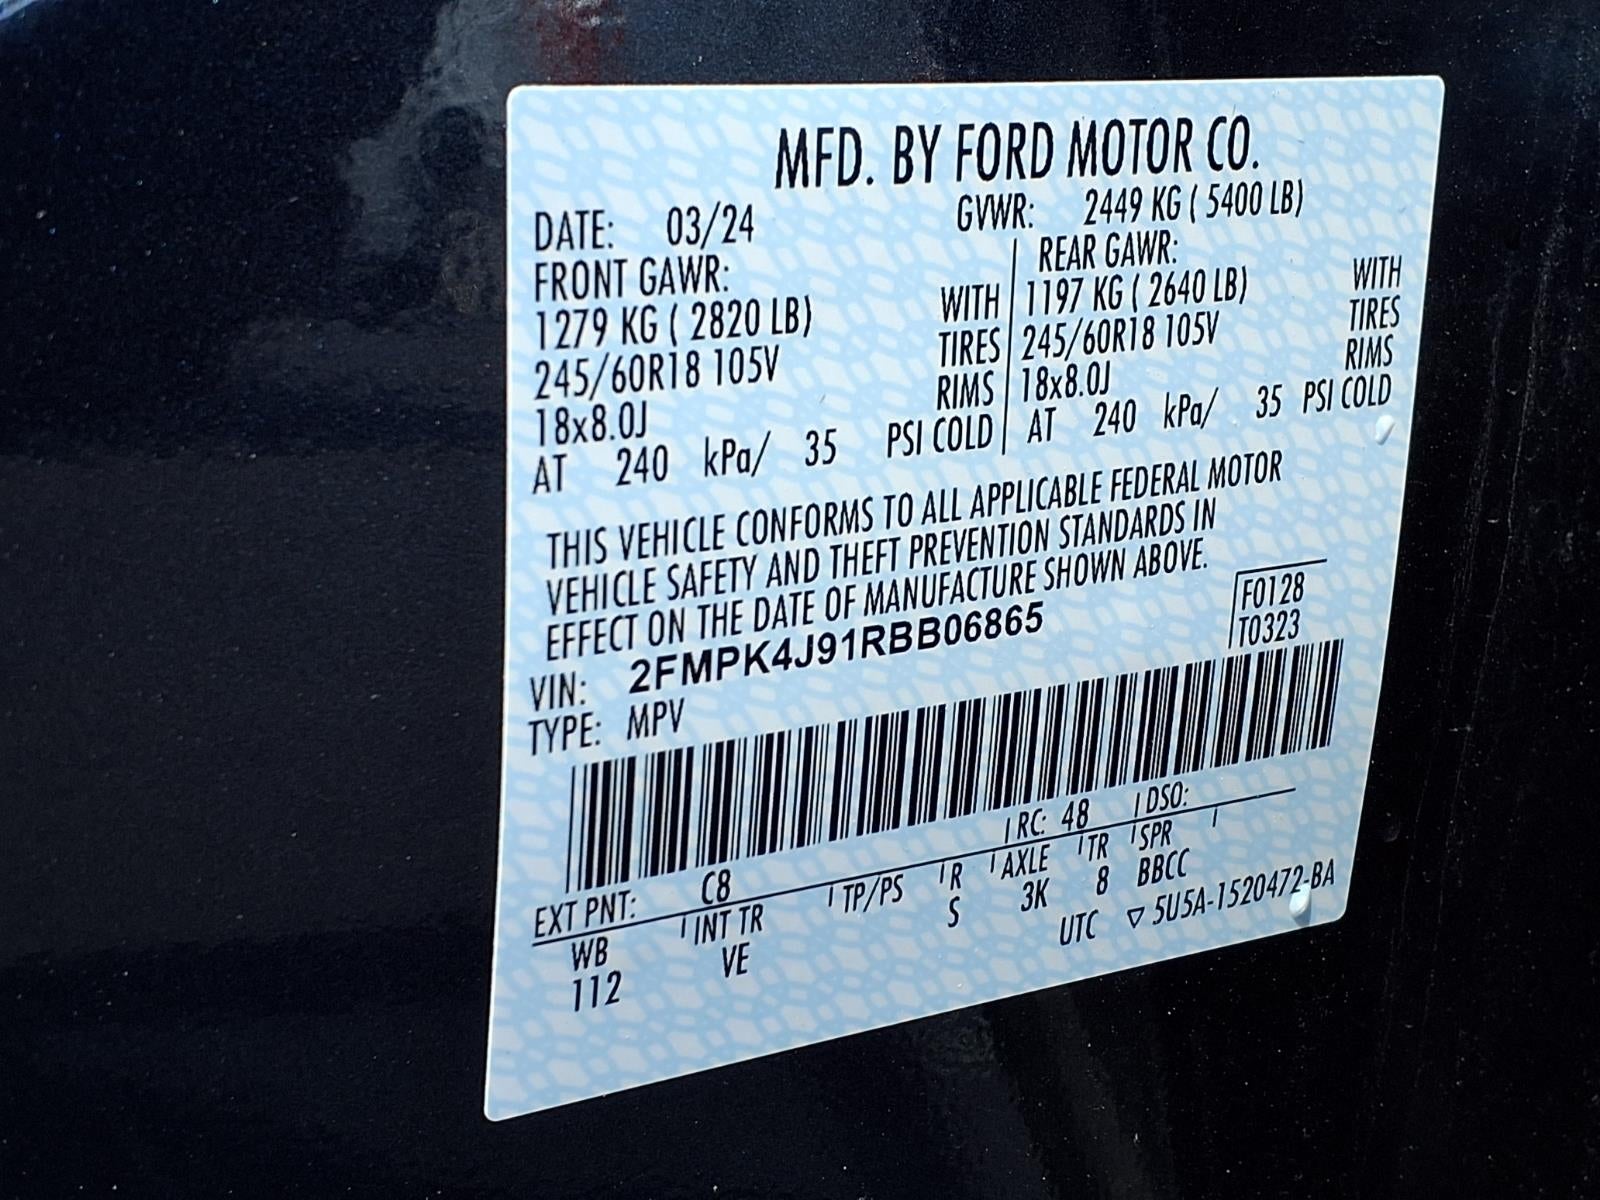 MFD. BY FORD MOTOR CO.
DATE: 03/24 GVWR: 2449 KG ( 5400 LB)
FRONT GAWR: REAR GAWR:
1279 KG ( 2820 LB) WITH 1197 KG ( 2640 LB) WITH
245/60R18 105V TIRES 245/60R18 105V TIRES
18x8.0J RIMS 18x8.0J RIMS
AT 240 kPa/ 35 PSI COLD AT 240 kPa/ 35 PSI COLD
THIS VEHICLE CONFORMS TO ALL APPLICABLE FEDERAL MOTOR
VEHICLE SAFETY AND THEFT PREVENTION STANDARDS IN
EFFECT ON THE DATE OF MANUFACTURE SHOWN ABOVE.
VIN: 2FMPK4J91RBB06865 F0128
TYPE: MPV T0323
EXT PNT: C8 RC: 48 DSO:
WB INT TR TP/PS R AXLE TR SPR
112 VE S 3K 8 BBCC
UTC ▽ 5U5A-1520472-BA